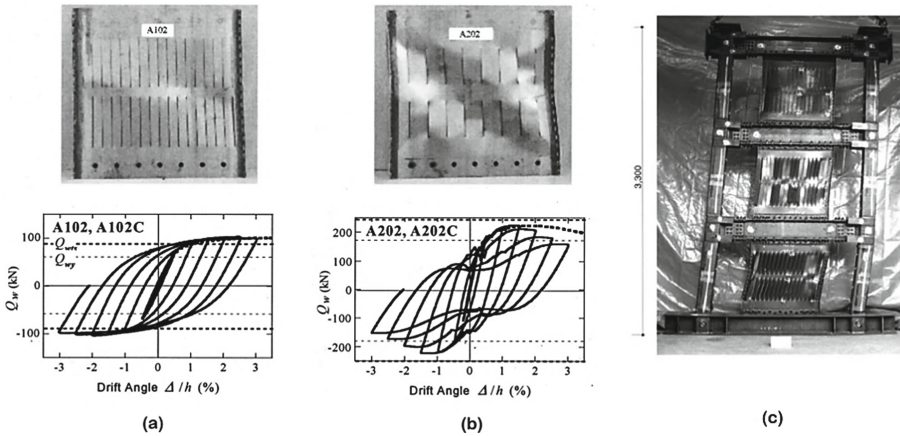 A102
A202
A102, A102C
100
0
-100
Q_wy
Q_w (kN)
-3 -2 -1 0 1 2 3
Drift Angle Δ/h (%)
(a)
A202, A202C
200
100
0
-100
-200
Q_w (kN)
-3 -2 -1 0 1 2 3
Drift Angle Δ/h (%)
(b)
3,300
(c)